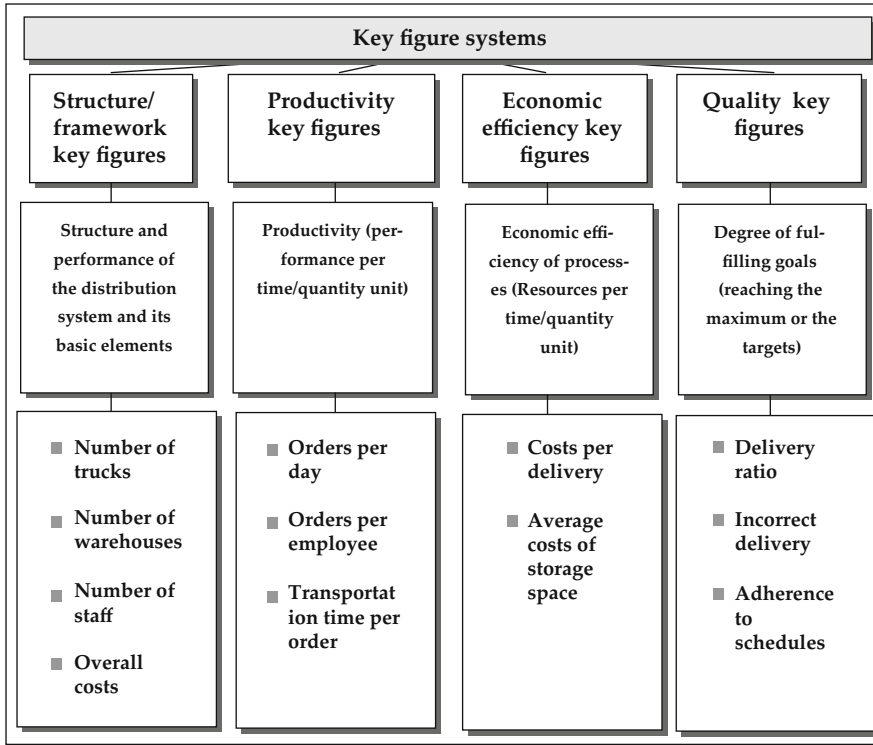 Key figure systems
Structure/
framework
key figures
Productivity
key figures
Economic
efficiency key
figures
Quality key
figures
Structure and
performance of
the distribution
system and its
basic elements
Productivity (per-
formance per
time/quantity unit)
Economic effi-
ciency of process-
es (Resources per
time/quantity
unit)
Degree of ful-
filling goals
(reaching the
maximum or the
targets)
Number of
trucks
Number of
warehouses
Number of
staff
Overall
costs
Orders per
day
Orders per
employee
Transportat
ion time per
order
Costs per
delivery
Average
costs of
storage
space
Delivery
ratio
Incorrect
delivery
Adherence
to
schedules